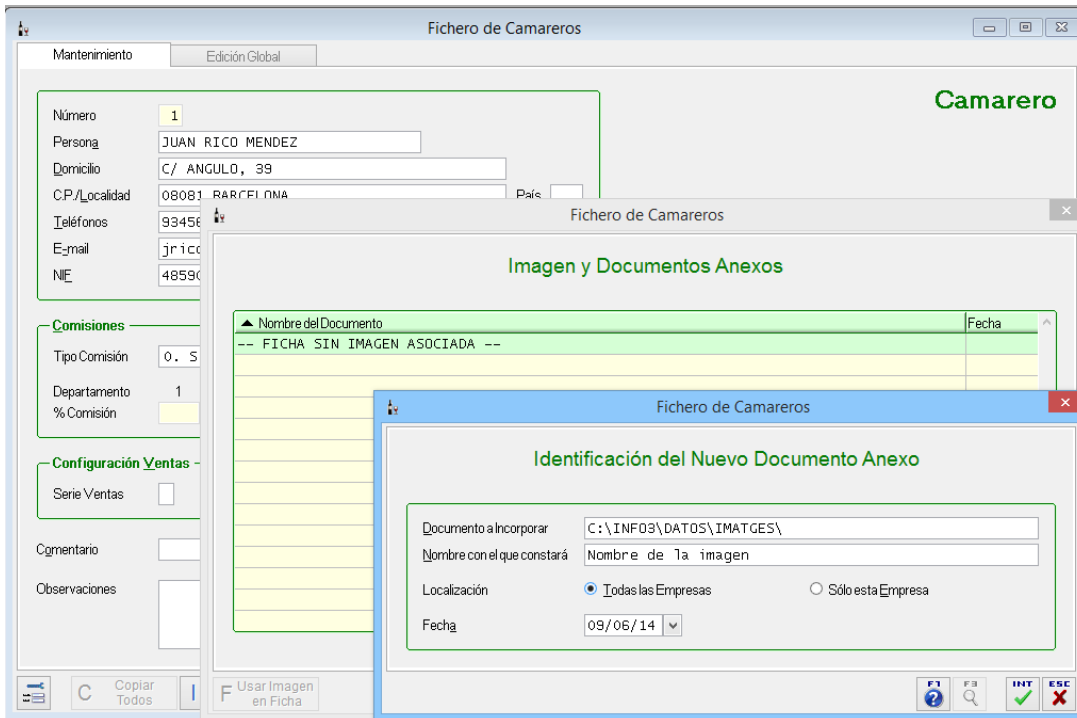 Fichero de Camareros
Mantenimiento
Edición Global
Camarero
Número 1
Persona JUAN RICO MENDEZ
Domicilio C/ ANGULO, 39
C.P./Localidad 08081 BARCELONA País
Teléfonos 93458
E-mail jrico
NIF 48590
Comisiones
Tipo Comisión 0. S
Departamento 1
% Comisión
Configuración Ventas
Serie Ventas
Comentario
Observaciones
C Copiar Todos
I
Fichero de Camareros
Imagen y Documentos Anexos
Nombre del Documento Fecha
-- FICHA SIN IMAGEN ASOCIADA --
F Usar Imagen en Ficha
Fichero de Camareros
Identificación del Nuevo Documento Anexo
Documento a Incorporar C:\INFO3\DATOS\IMATGES\
Nombre con el que constará Nombre de la imagen
Localización Todas las Empresas Sólo esta Empresa
Fecha 09/06/14
F1 F3 INT ESC